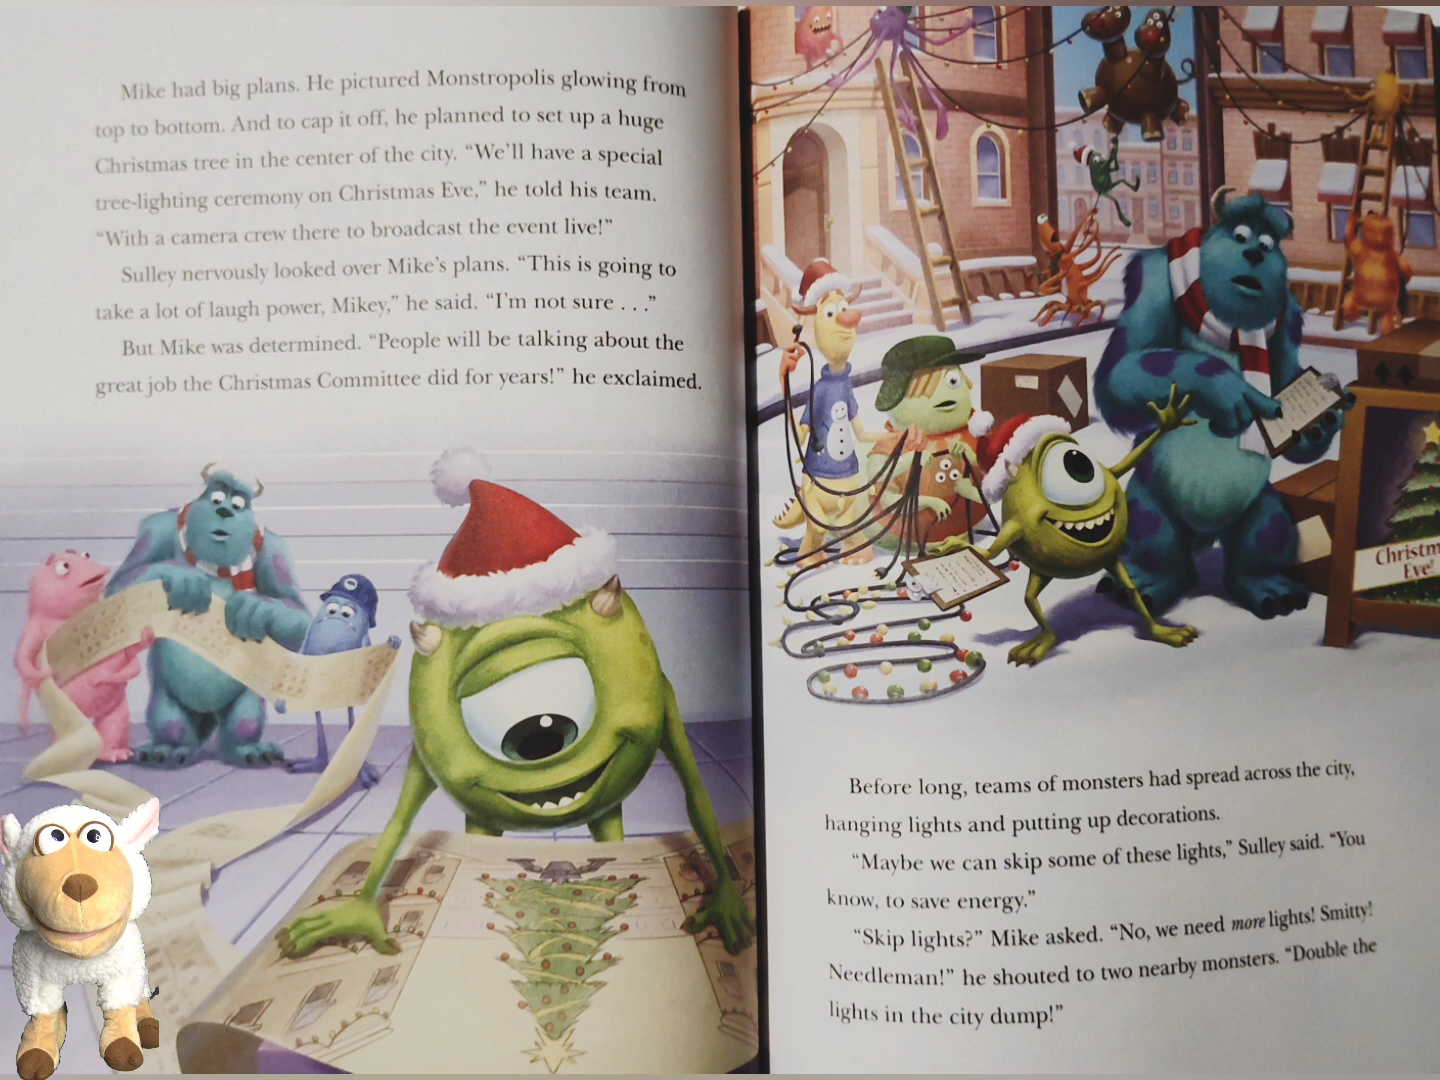 Mike had big plans. He pictured Monstropolis glowing from
top to bottom. And to cap it off, he planned to set up a huge
Christmas tree in the center of the city. “We’ll have a special
tree-lighting ceremony on Christmas Eve,” he told his team.
“With a camera crew there to broadcast the event live!”
Sulley nervously looked over Mike’s plans. “This is going to
take a lot of laugh power, Mikey,” he said. “I’m not sure . . .”
But Mike was determined. “People will be talking about the
great job the Christmas Committee did for years!” he exclaimed.
Christm
Eve!
Before long, teams of monsters had spread across the city,
hanging lights and putting up decorations.
“Maybe we can skip some of these lights,” Sulley said. “You
know, to save energy.”
“Skip lights?” Mike asked. “No, we need more lights! Smitty!
Needleman!” he shouted to two nearby monsters. “Double the
lights in the city dump!”